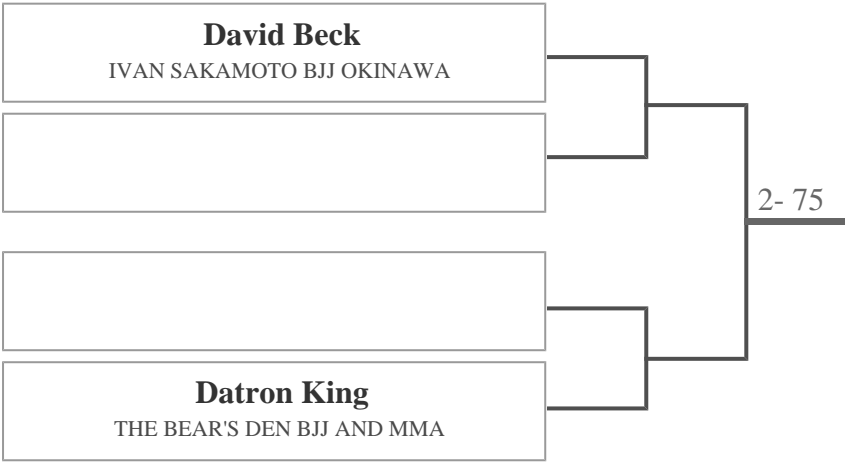 David Beck
IVAN SAKAMOTO BJJ OKINAWA
2- 75
Datron King
THE BEAR'S DEN BJJ AND MMA